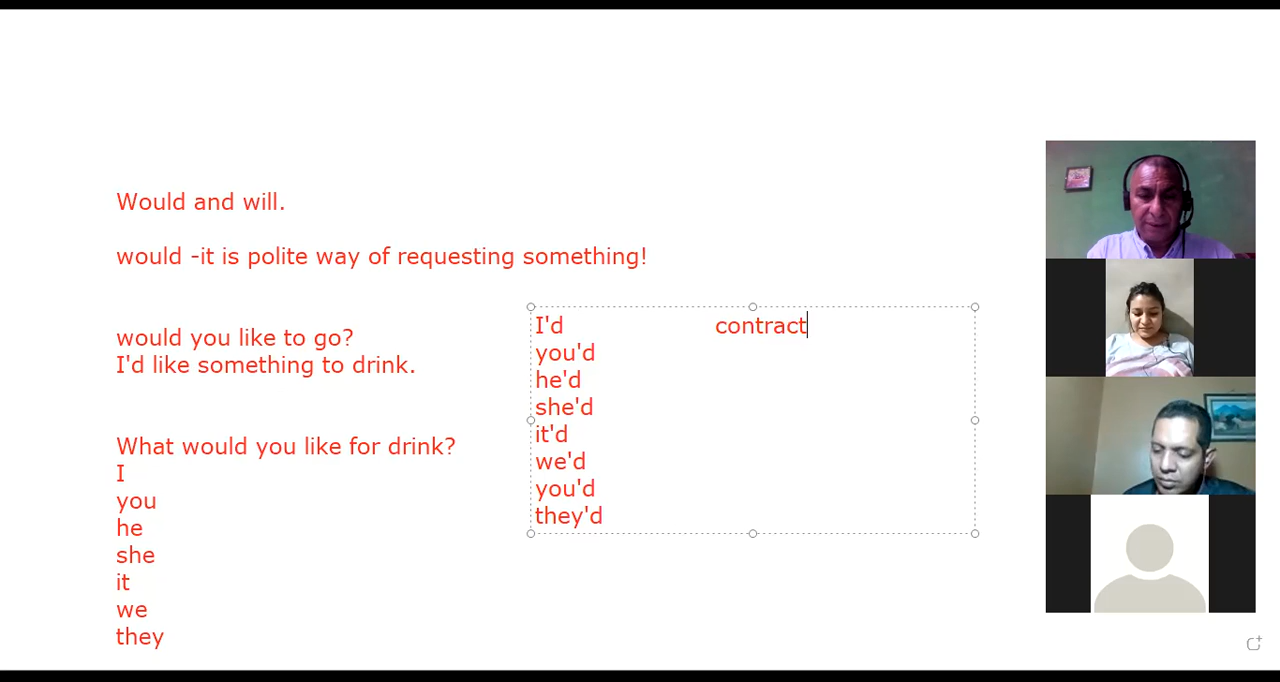 Would and will.
would -it is polite way of requesting something!
would you like to go?
I'd like something to drink.
What would you like for drink?
I
you
he
she
it
we
they
I'd contract
you'd
he'd
she'd
it'd
we'd
you'd
they'd